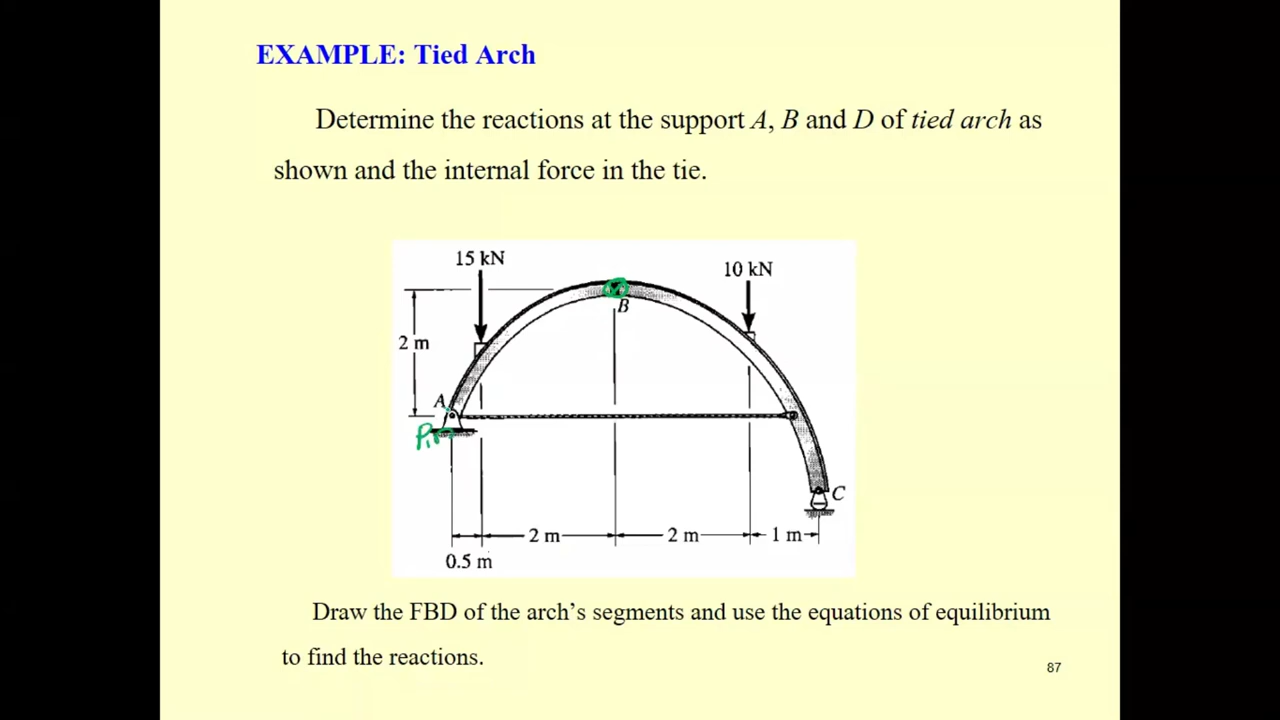 EXAMPLE: Tied Arch
Determine the reactions at the support A, B and D of tied arch as
shown and the internal force in the tie.
15 kN
10 kN
B
2 m
A
Pin
C
2 m
2 m
1 m
0.5 m
Draw the FBD of the arch's segments and use the equations of equilibrium
to find the reactions.
87